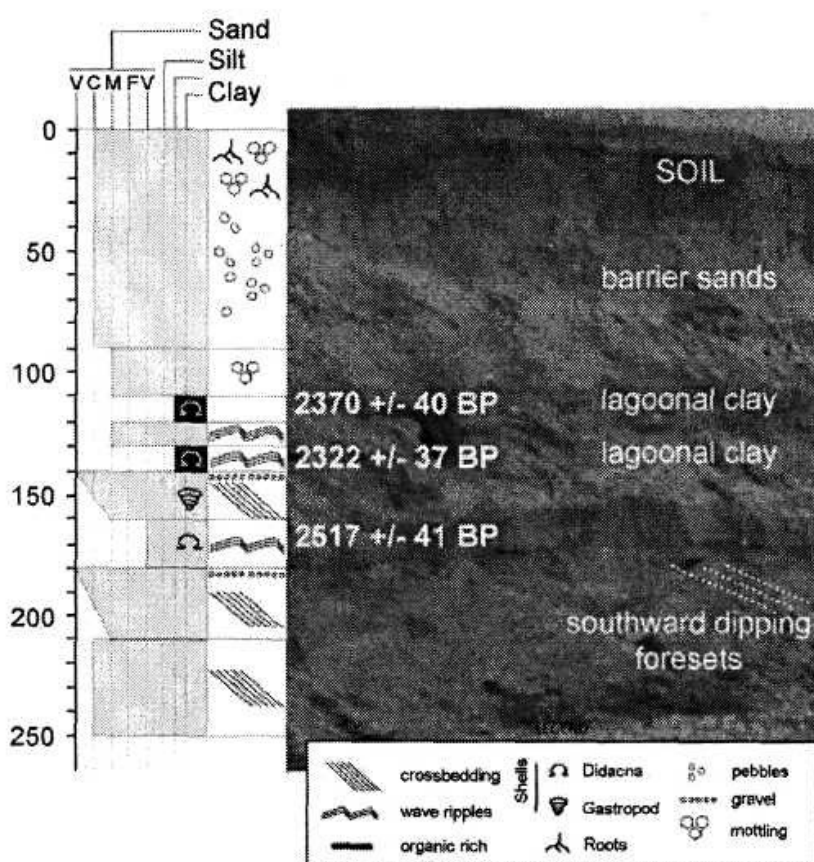 Sand
Silt
V C M F V
Clay
0
SOIL
50
barrier sands
100
2370 +/- 40 BP
lagoonal clay
2322 +/- 37 BP
lagoonal clay
150
2517 +/- 41 BP
200
southward dipping
foresets
250
crossbedding
wave ripples
organic rich
Shells
Didacna
Gastropod
Roots
pebbles
gravel
mottling